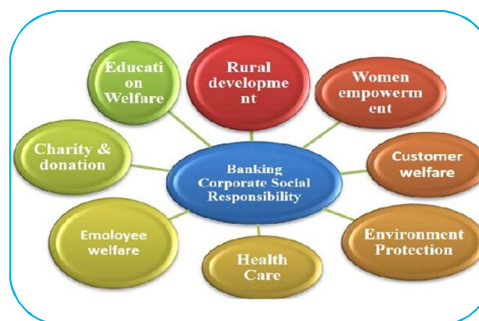 Educati
on
Welfare
Rural
developme
nt
Women
empowerm
ent
Charity &
donation
Banking
Corporate Social
Responsibility
Customer
welfare
Emoloyee
welfare
Health
Care
Environment
Protection